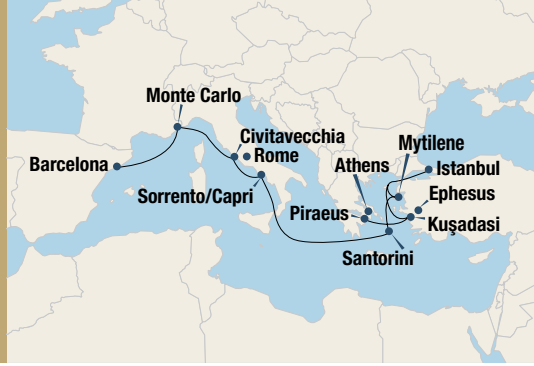 Monte Carlo
Civitavecchia
Rome
Mytilene
Barcelona
Athens
Istanbul
Sorrento/Capri
Ephesus
Piraeus
Kuşadasi
Santorini